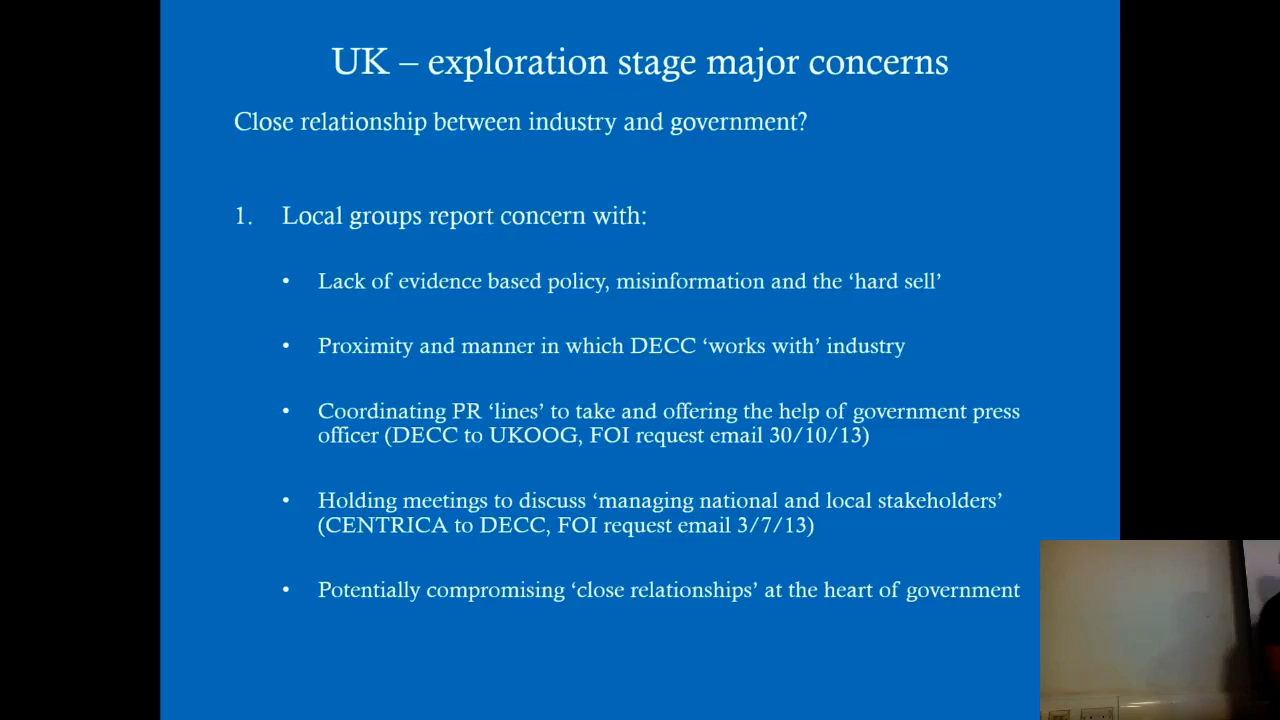 UK – exploration stage major concerns
Close relationship between industry and government?
1. Local groups report concern with:
• Lack of evidence based policy, misinformation and the ‘hard sell’
• Proximity and manner in which DECC ‘works with’ industry
• Coordinating PR ‘lines’ to take and offering the help of government press
officer (DECC to UKOOG, FOI request email 30/10/13)
• Holding meetings to discuss ‘managing national and local stakeholders’
(CENTRICA to DECC, FOI request email 3/7/13)
• Potentially compromising ‘close relationships’ at the heart of government